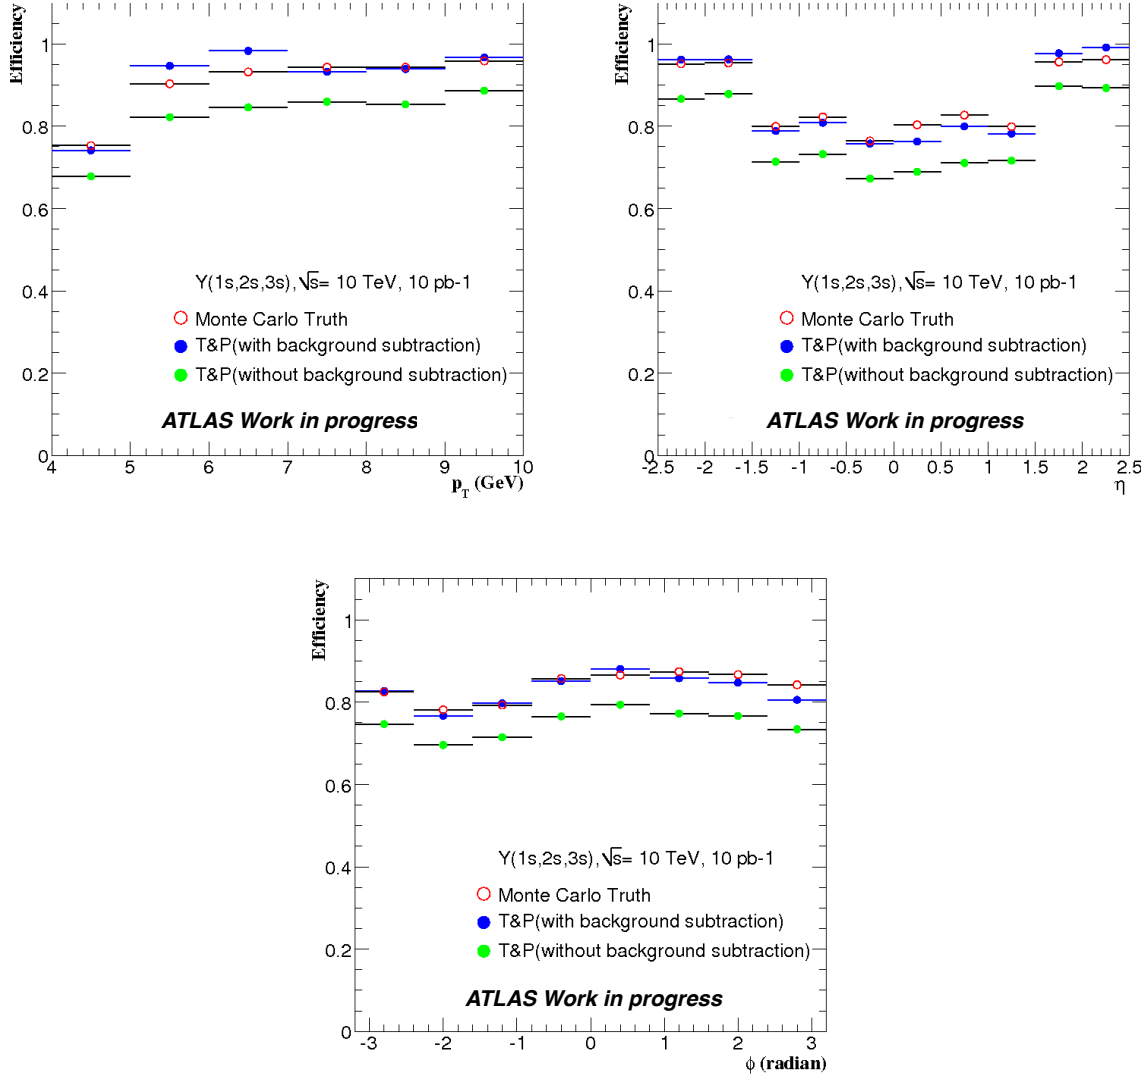 Efficiency
1
0.8
0.6
0.4
0.2
0
Y(1s,2s,3s),√s= 10 TeV, 10 pb-1
Monte Carlo Truth
T&P(with background subtraction)
T&P(without background subtraction)
ATLAS Work in progress
4 5 6 7 8 9 10
p_T (GeV)
Efficiency
1
0.8
0.6
0.4
0.2
0
Y(1s,2s,3s),√s= 10 TeV, 10 pb-1
Monte Carlo Truth
T&P(with background subtraction)
T&P(without background subtraction)
ATLAS Work in progress
-2.5 -2 -1.5 -1 -0.5 0 0.5 1 1.5 2 2.5
η
Efficiency
1
0.8
0.6
0.4
0.2
0
Y(1s,2s,3s),√s= 10 TeV, 10 pb-1
Monte Carlo Truth
T&P(with background subtraction)
T&P(without background subtraction)
ATLAS Work in progress
-3 -2 -1 0 1 2 3
ϕ (radian)